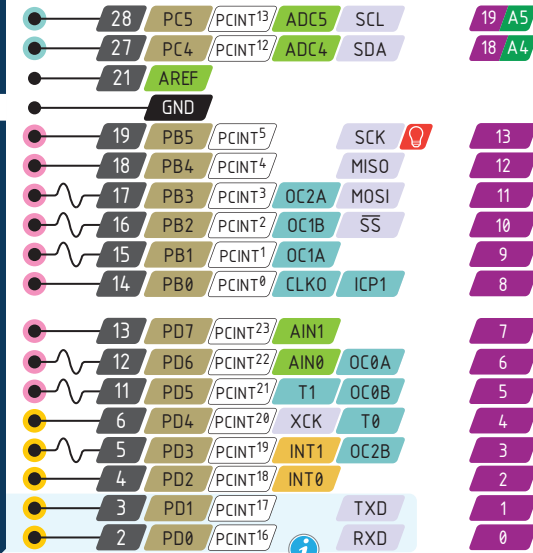 28 PC5 PCINT13 ADC5 SCL 19 A5
27 PC4 PCINT12 ADC4 SDA 18 A4
21 AREF
GND
19 PB5 PCINT5 SCK 13
18 PB4 PCINT4 MISO 12
17 PB3 PCINT3 OC2A MOSI 11
16 PB2 PCINT2 OC1B SS 10
15 PB1 PCINT1 OC1A 9
14 PB0 PCINT0 CLKO ICP1 8
13 PD7 PCINT23 AIN1 7
12 PD6 PCINT22 AIN0 OC0A 6
11 PD5 PCINT21 T1 OC0B 5
6 PD4 PCINT20 XCK T0 4
5 PD3 PCINT19 INT1 OC2B 3
4 PD2 PCINT18 INT0 2
3 PD1 PCINT17 TXD 1
2 PD0 PCINT16 i RXD 0